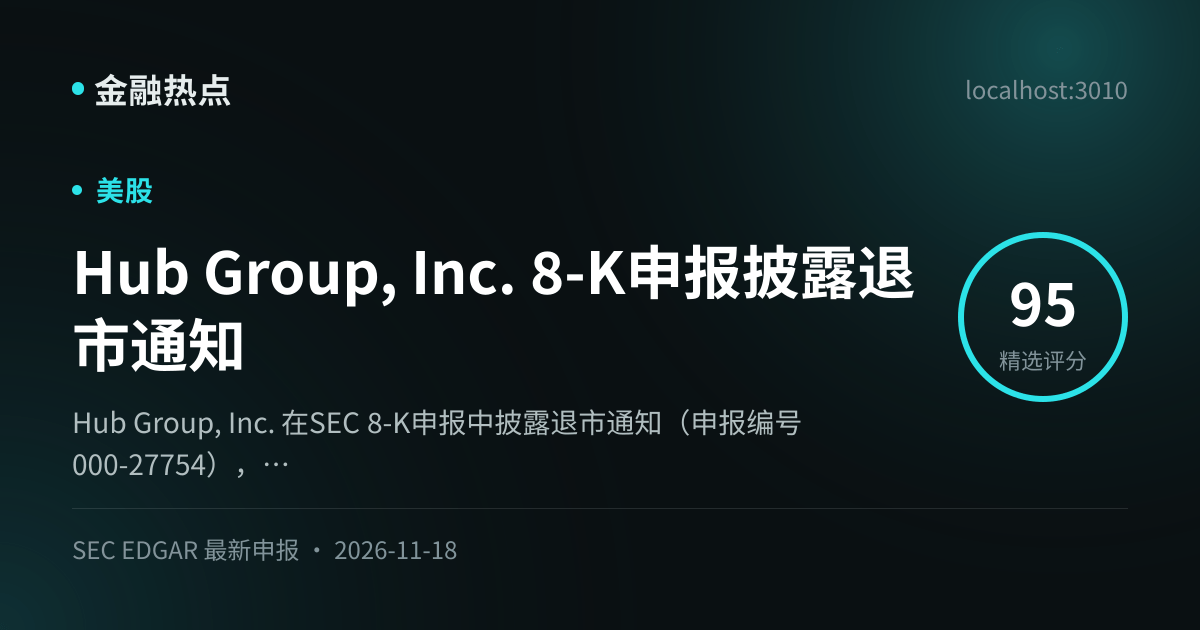 金融热点
localhost:3010
美股
Hub Group, Inc. 8-K申报披露退
市通知
95
精选评分
Hub Group, Inc. 在SEC 8-K申报中披露退市通知（申报编号
000-27754），…
SEC EDGAR 最新申报 · 2026-11-18